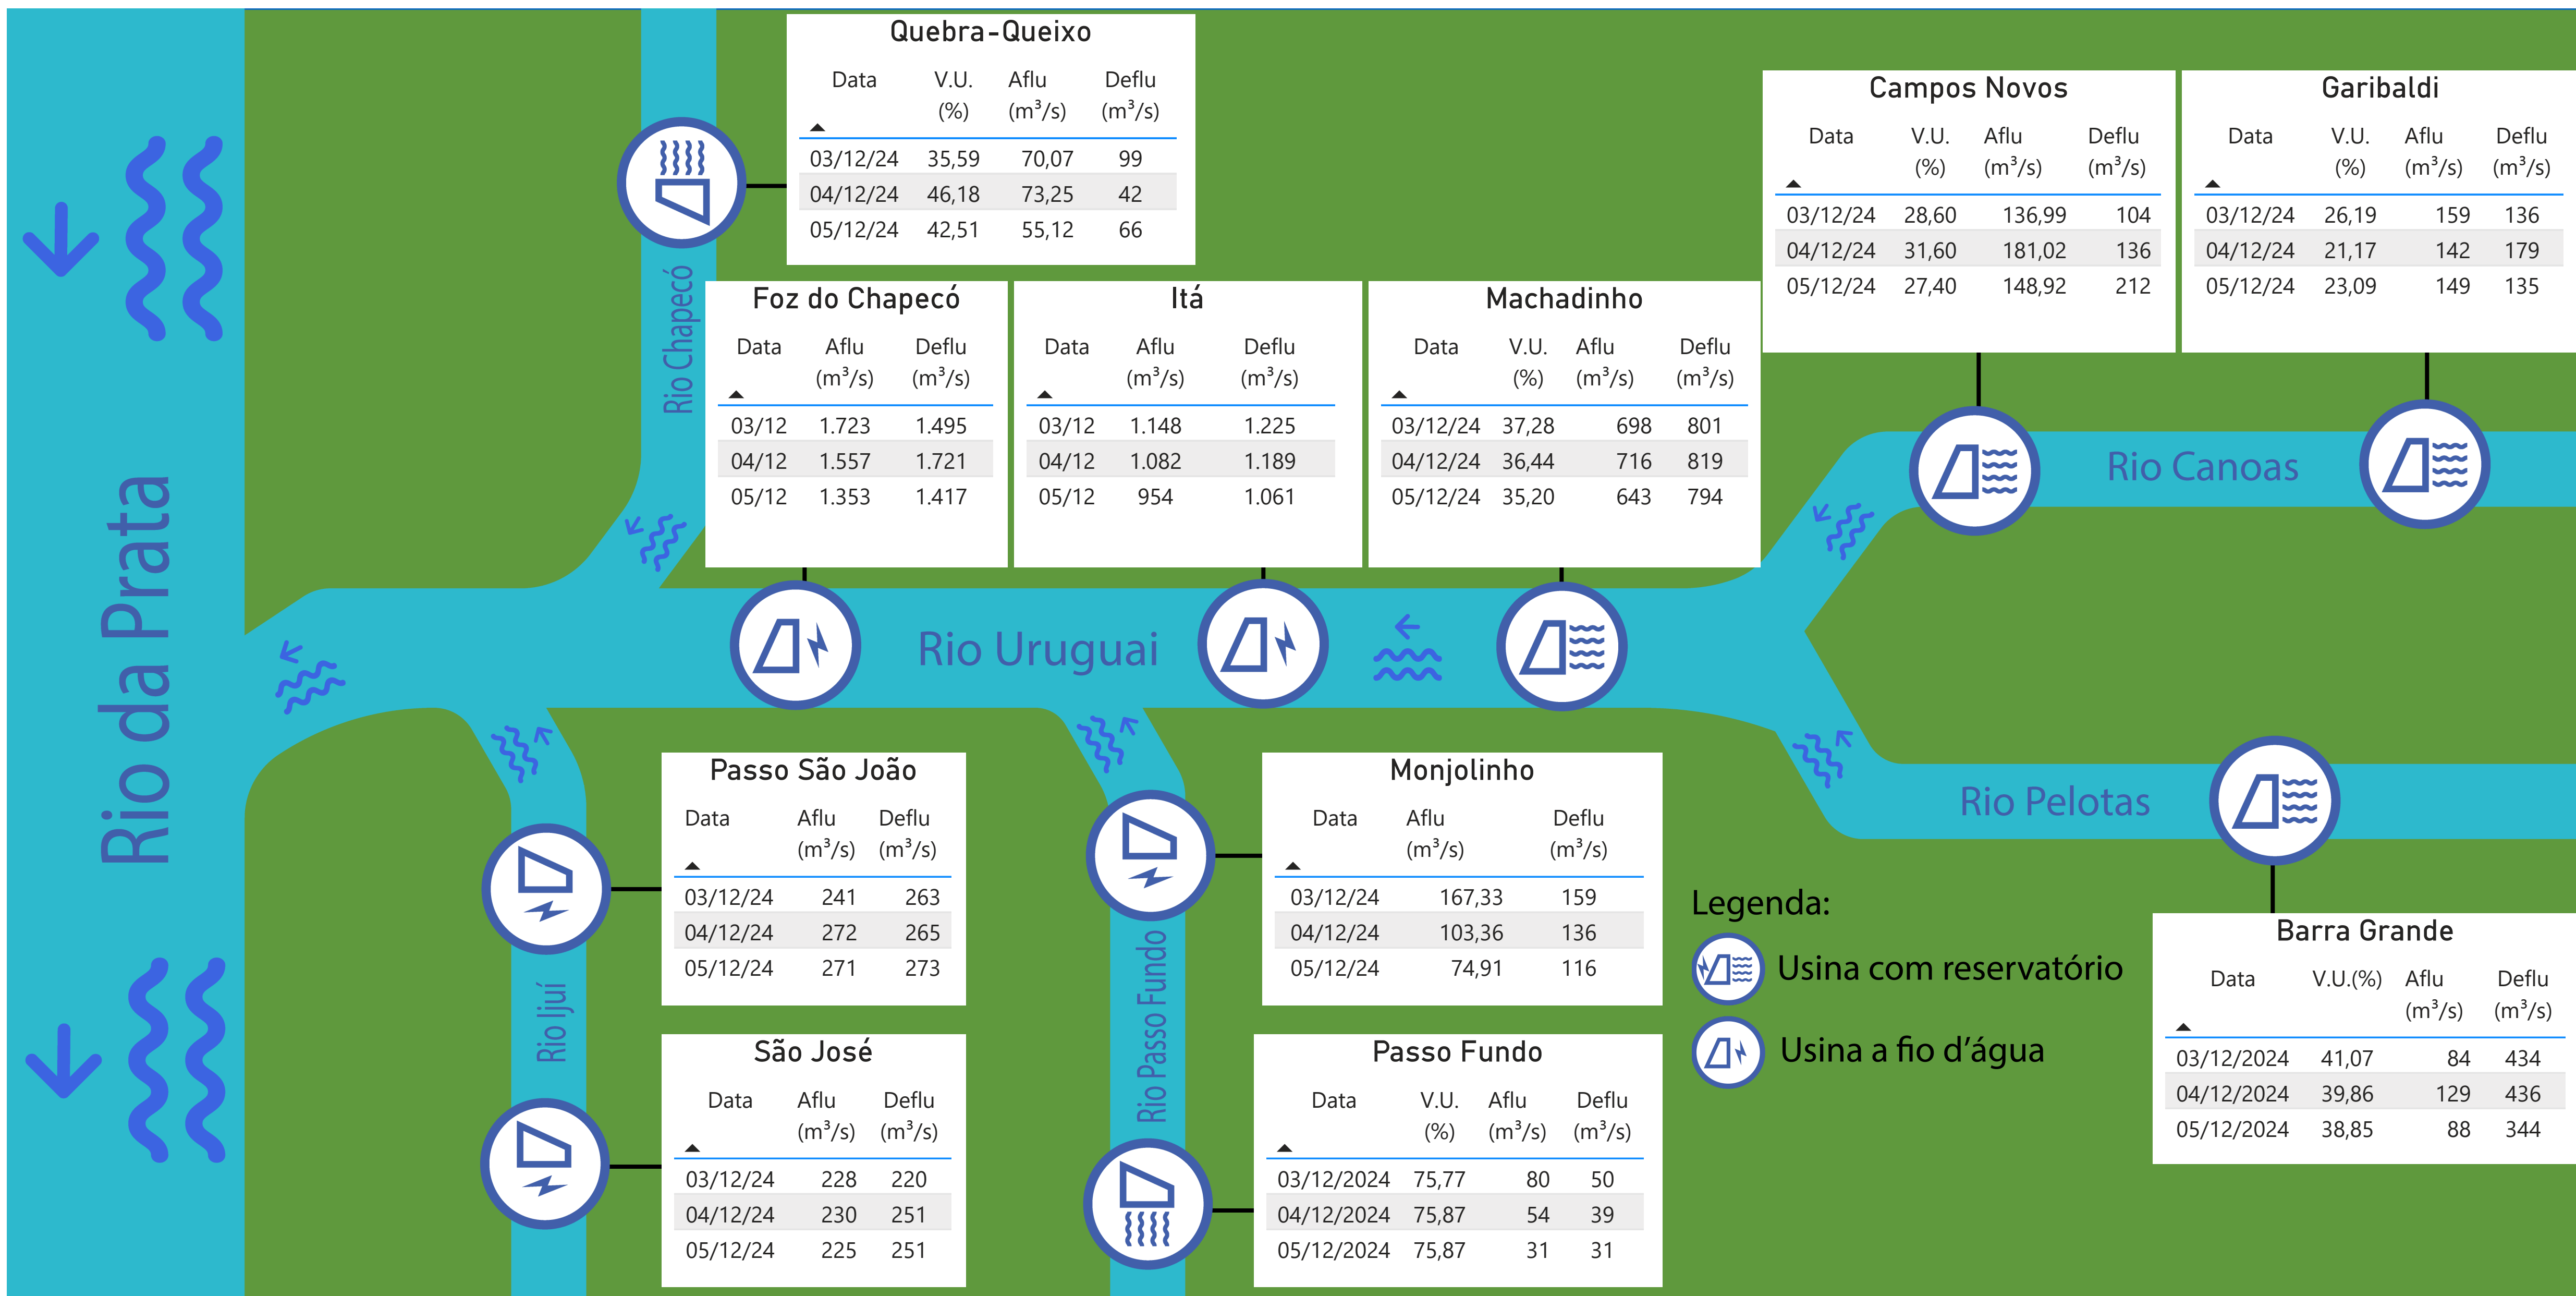 Rio da Prata
Quebra-Queixo
Data V.U. Aflu Deflu
(%) (m³/s) (m³/s)
03/12/24 35,59 70,07 99
04/12/24 46,18 73,25 42
05/12/24 42,51 55,12 66
Rio Chapecó
Campos Novos
Data V.U. Aflu Deflu
(%) (m³/s) (m³/s)
03/12/24 28,60 136,99 104
04/12/24 31,60 181,02 136
05/12/24 27,40 148,92 212
Garibaldi
Data V.U. Aflu Deflu
(%) (m³/s) (m³/s)
03/12/24 26,19 159 136
04/12/24 21,17 142 179
05/12/24 23,09 149 135
Foz do Chapecó
Data Aflu Deflu
(m³/s) (m³/s)
03/12 1.723 1.495
04/12 1.557 1.721
05/12 1.353 1.417
Itá
Data Aflu Deflu
(m³/s) (m³/s)
03/12 1.148 1.225
04/12 1.082 1.189
05/12 954 1.061
Machadinho
Data V.U. Aflu Deflu
(%) (m³/s) (m³/s)
03/12/24 37,28 698 801
04/12/24 36,44 716 819
05/12/24 35,20 643 794
Rio Canoas
Rio Uruguai
Rio Pelotas
Passo São João
Data Aflu Deflu
(m³/s) (m³/s)
03/12/24 241 263
04/12/24 272 265
05/12/24 271 273
Monjolinho
Data Aflu Deflu
(m³/s) (m³/s)
03/12/24 167,33 159
04/12/24 103,36 136
05/12/24 74,91 116
Rio Ijuí
Rio Passo Fundo
São José
Data Aflu Deflu
(m³/s) (m³/s)
03/12/24 228 220
04/12/24 230 251
05/12/24 225 251
Passo Fundo
Data V.U. Aflu Deflu
(%) (m³/s) (m³/s)
03/12/2024 75,77 80 50
04/12/2024 75,87 54 39
05/12/2024 75,87 31 31
Legenda:
Usina com reservatório
Usina a fio d’água
Barra Grande
Data V.U.(%) Aflu Deflu
(m³/s) (m³/s)
03/12/2024 41,07 84 434
04/12/2024 39,86 129 436
05/12/2024 38,85 88 344